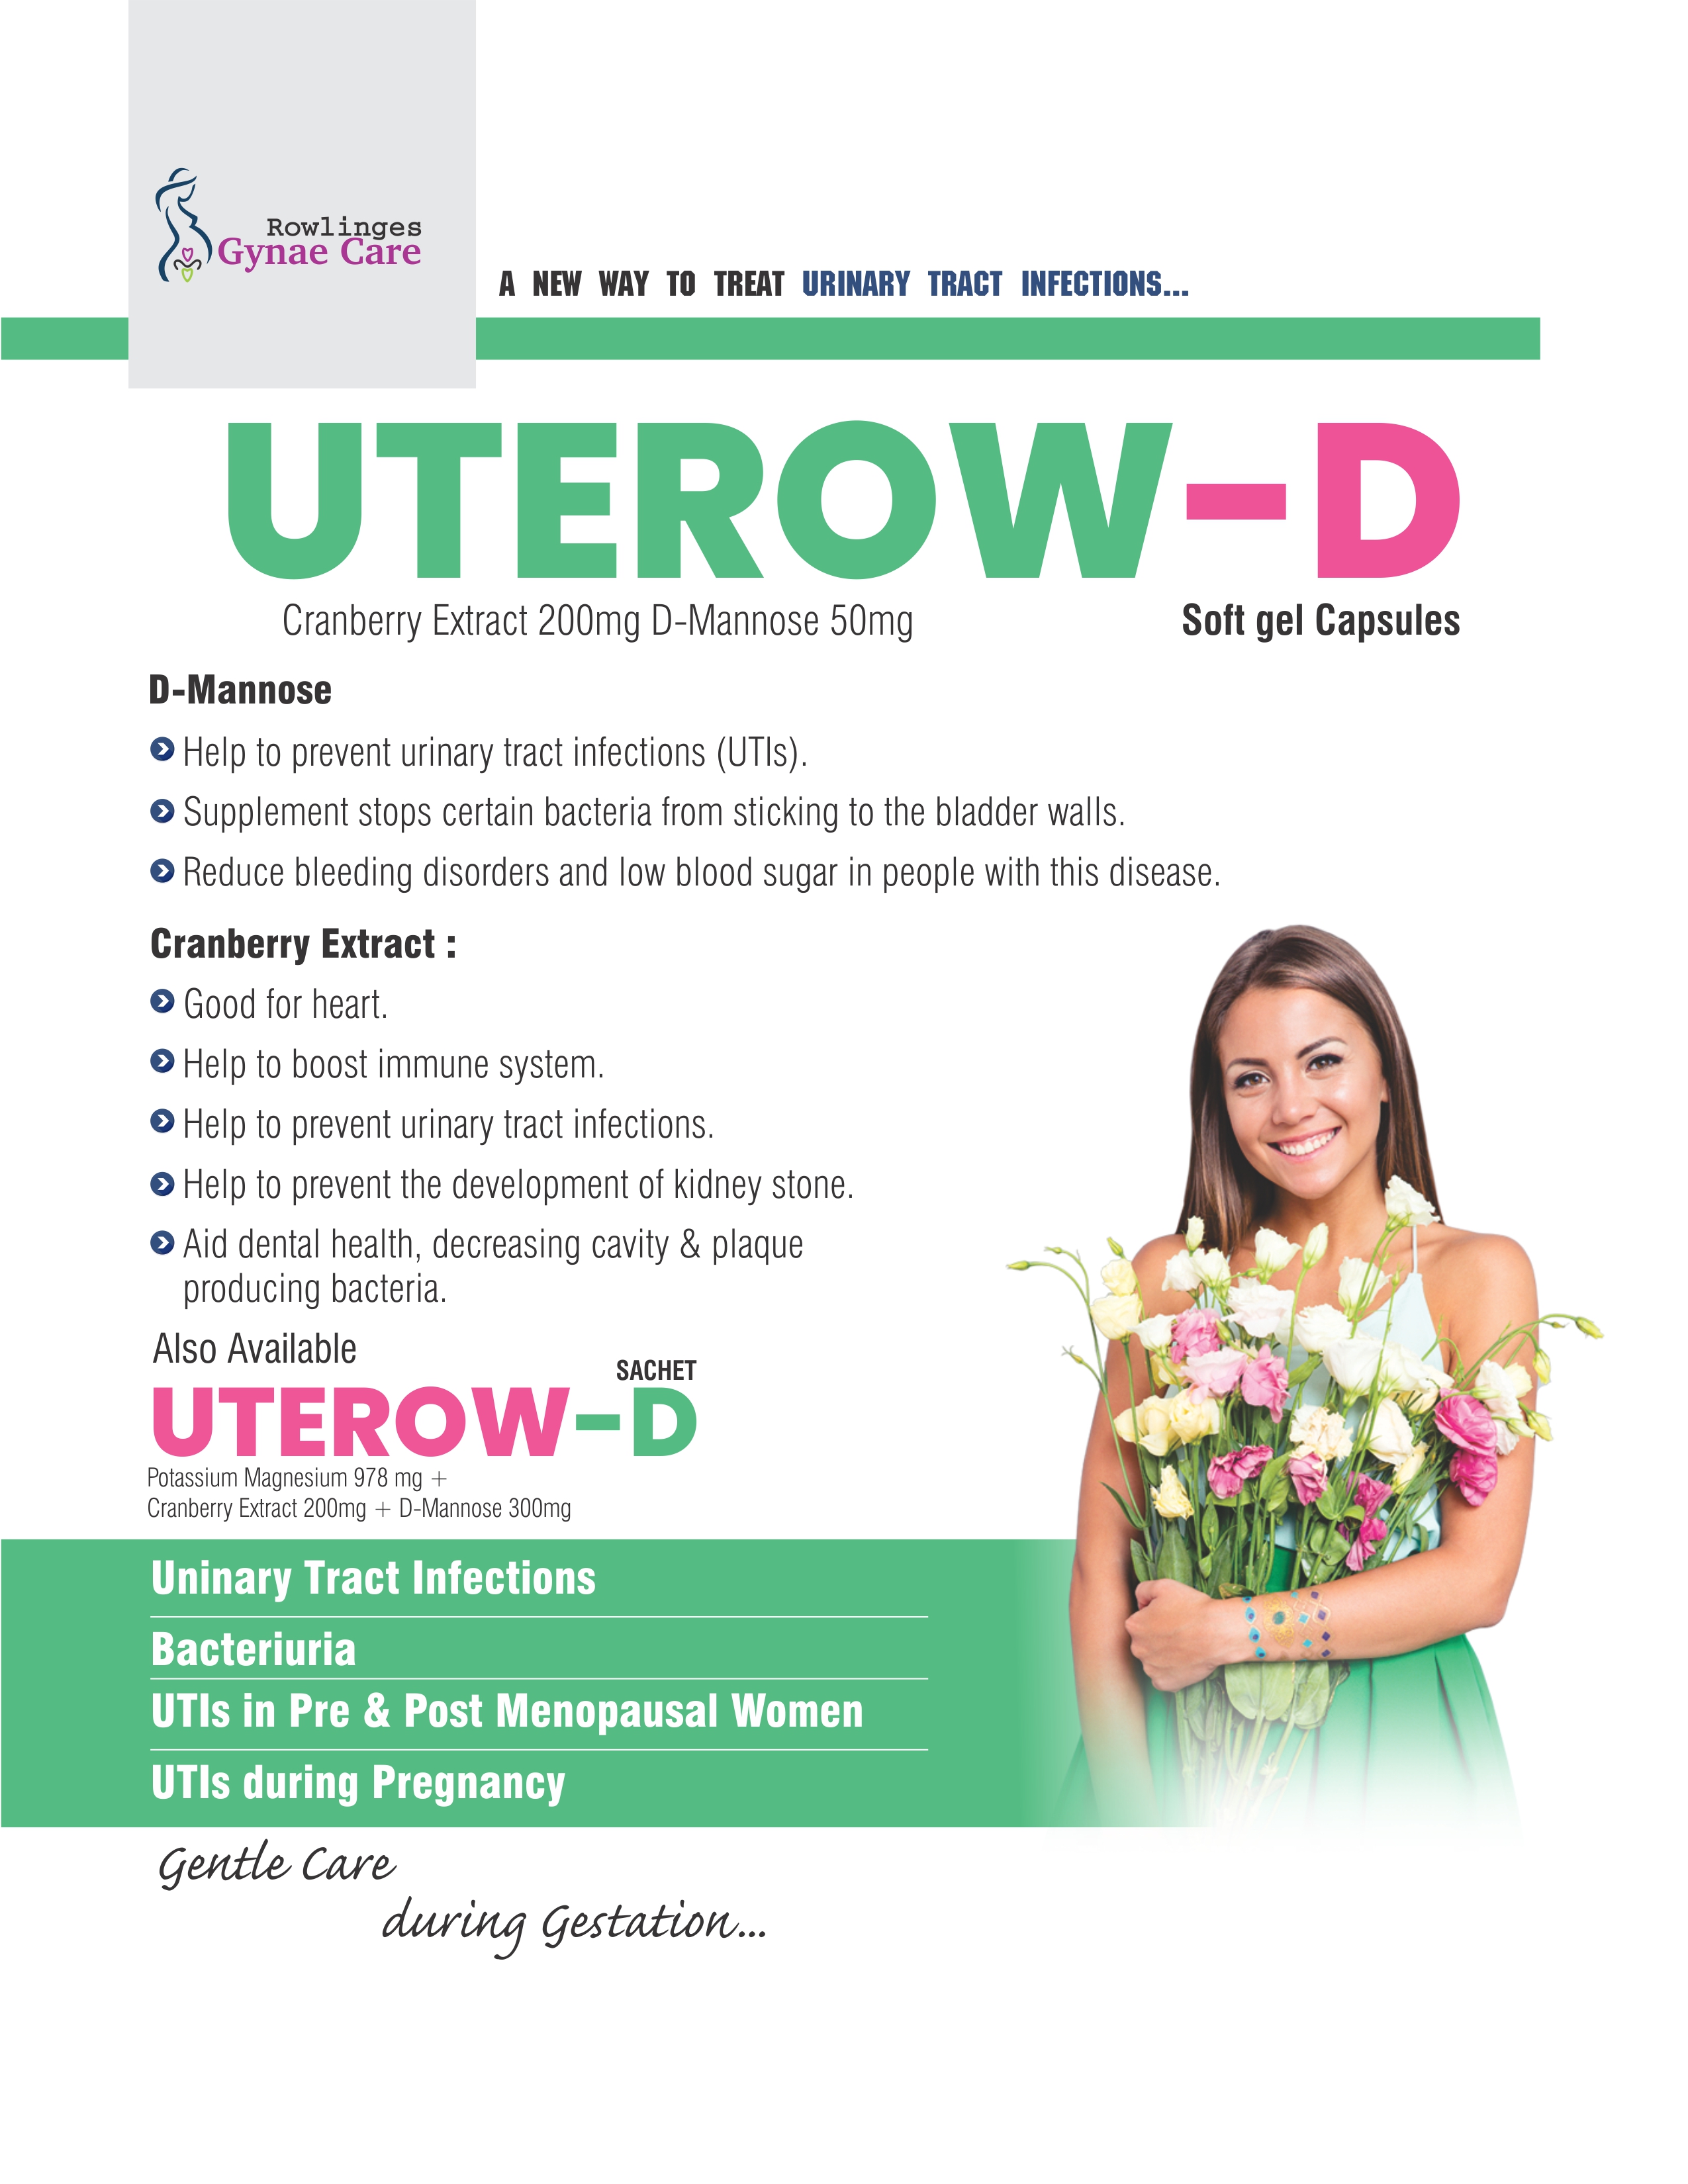 Rowlinges
Gynae Care
A NEW WAY TO TREAT URINARY TRACT INFECTIONS...
UTEROW-D
Cranberry Extract 200mg D-Mannose 50mg
Soft gel Capsules
D-Mannose
Help to prevent urinary tract infections (UTIs).
Supplement stops certain bacteria from sticking to the bladder walls.
Reduce bleeding disorders and low blood sugar in people with this disease.
Cranberry Extract :
Good for heart.
Help to boost immune system.
Help to prevent urinary tract infections.
Help to prevent the development of kidney stone.
Aid dental health, decreasing cavity & plaque
producing bacteria.
Also Available
SACHET
UTEROW-D
Potassium Magnesium 978 mg +
Cranberry Extract 200mg + D-Mannose 300mg
Uninary Tract Infections
Bacteriuria
UTIs in Pre & Post Menopausal Women
UTIs during Pregnancy
Gentle Care
during Gestation...